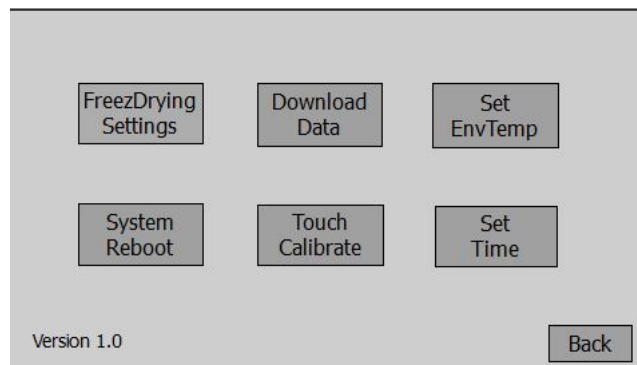 FreezDrying
Settings
Download
Data
Set
EnvTemp
System
Reboot
Touch
Calibrate
Set
Time
Version 1.0
Back